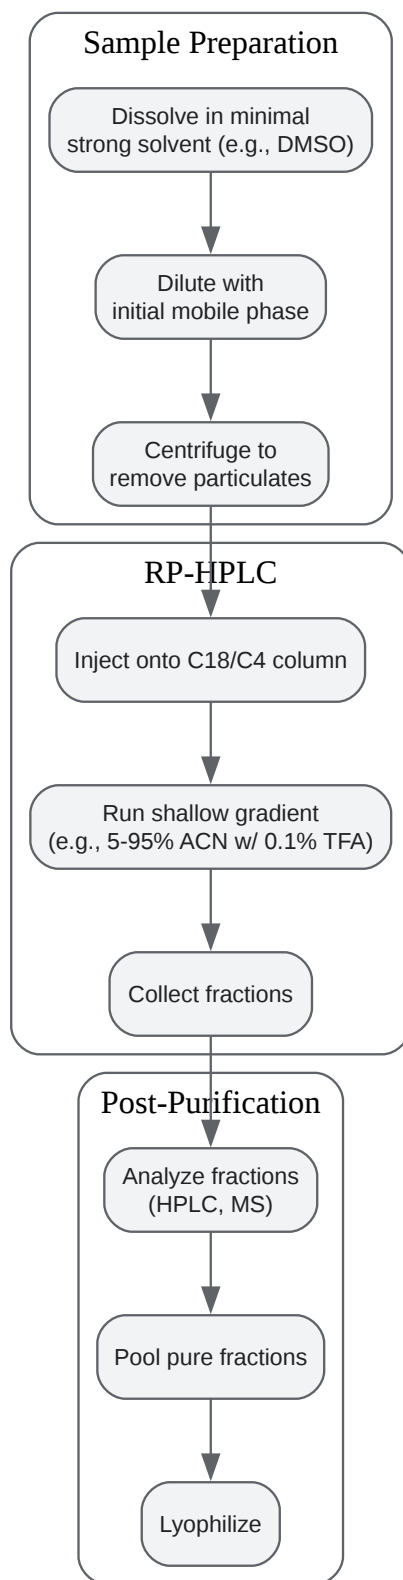 Sample Preparation
Dissolve in minimal
strong solvent (e.g., DMSO)
Dilute with
initial mobile phase
Centrifuge to
remove particulates
RP-HPLC
Inject onto C18/C4 column
Run shallow gradient
(e.g., 5-95% ACN w/ 0.1% TFA)
Collect fractions
Post-Purification
Analyze fractions
(HPLC, MS)
Pool pure fractions
Lyophilize